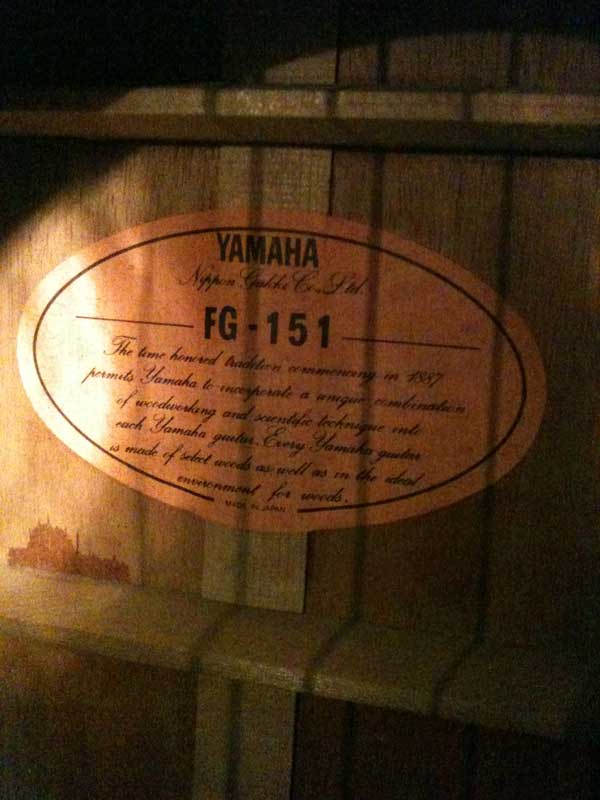 YAMAHA
Nippon Gakki Co., Ltd.
FG-151
The time honored tradition commencing in 1887
permits Yamaha to incorporate a unique combination
of woodworking and scientific technique into
each Yamaha guitar. Every Yamaha guitar
is made of select woods as well as in the ideal
environment for woods.
MADE IN JAPAN